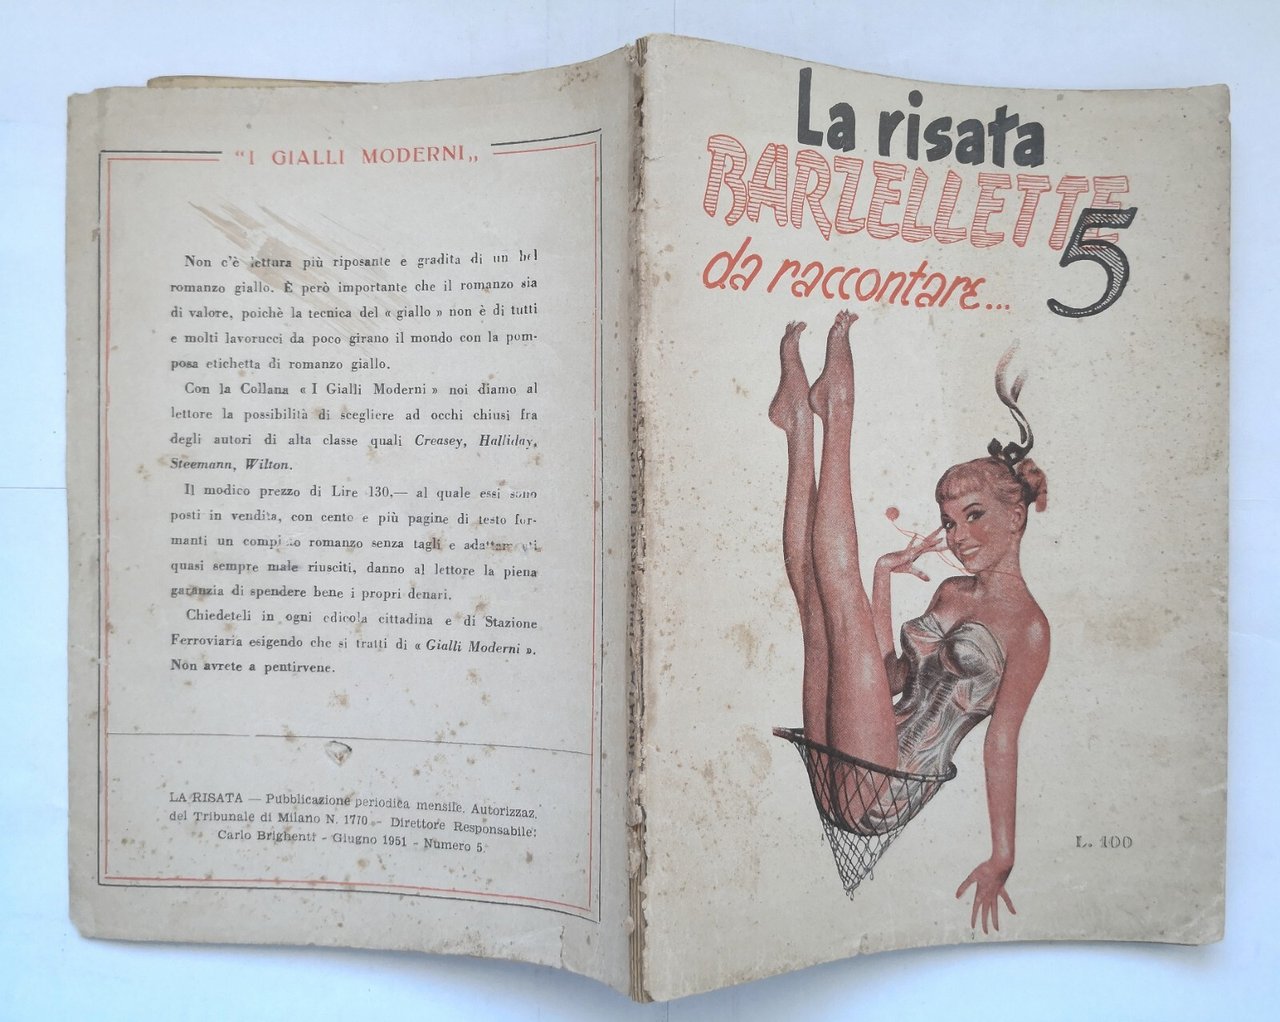 "I GIALLI MODERNI„
Non c'è lettura più riposante e gradita di un bel
romanzo giallo. È però importante che il romanzo sia
di valore, poichè la tecnica del « giallo » non è di tutti
e molti lavorucci da poco girano il mondo con la pom-
posa etichetta di romanzo giallo.
Con la Collana « I Gialli Moderni » noi diamo al
lettore la possibilità di scegliere ad occhi chiusi fra
degli autori di alta classe quali Creasey, Halliday,
Steemann, Wilton.
Il modico prezzo di Lire 130,— al quale essi sono
posti in vendita, con cento e più pagine di testo for-
manti un romanzo senza tagli e
quasi sempre male riusciti, danno al lettore la piena
garanzia di spendere bene i propri denari.
Chiedeteli in ogni edicola cittadina e di Stazione
Ferroviaria esigendo che si tratti di « Gialli Moderni ».
Non avrete a pentirvene.
LA RISATA — Pubblicazione periodica mensile. Autorizzaz.
del Tribunale di Milano N. 1770 - Direttore Responsabile:
Carlo Brighenti - Giugno 1951 - Numero 5.
La risata
BARZELLETTE
5
da raccontare...
L. 100